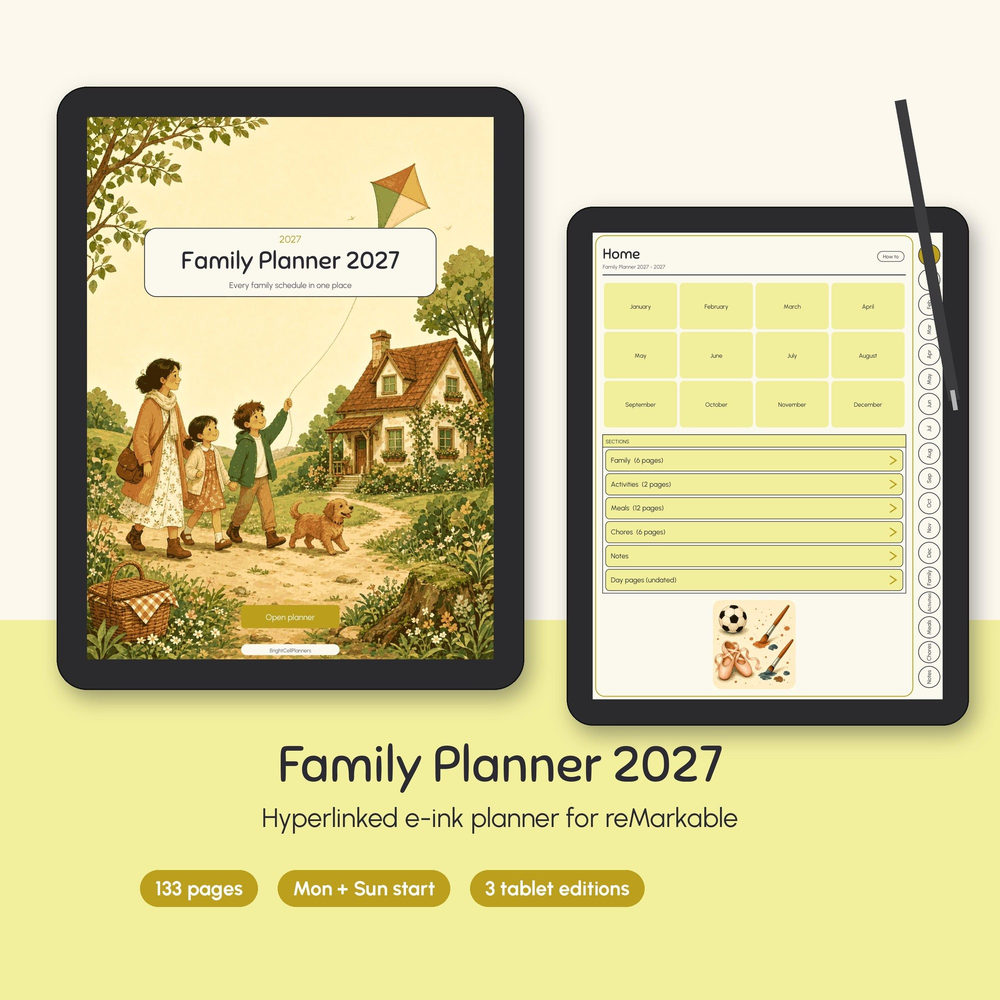 2027
Family Planner 2027
Every family schedule in one place
Open planner
BrightCellPlanners
Home
How to
Family Planner 2027 - 2027
January
February
March
April
May
June
July
August
September
October
November
December
SECTIONS
Family (6 pages)
Activities (2 pages)
Meals (12 pages)
Chores (6 pages)
Notes
Day pages (undated)
Feb
Mar
Apr
May
Jun
Jul
Aug
Sep
Oct
Nov
Dec
Family
Activities
Meals
Chores
Notes
Family Planner 2027
Hyperlinked e-ink planner for reMarkable
133 pages
Mon + Sun start
3 tablet editions